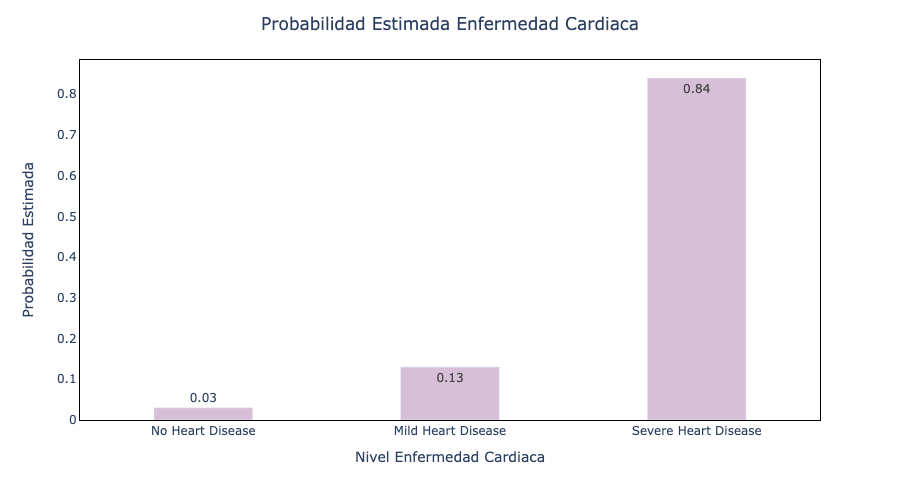 Probabilidad Estimada Enfermedad Cardiaca
Probabilidad Estimada
0.8
0.7
0.6
0.5
0.4
0.3
0.2
0.1
0
0.03
0.13
0.84
No Heart Disease
Mild Heart Disease
Severe Heart Disease
Nivel Enfermedad Cardiaca